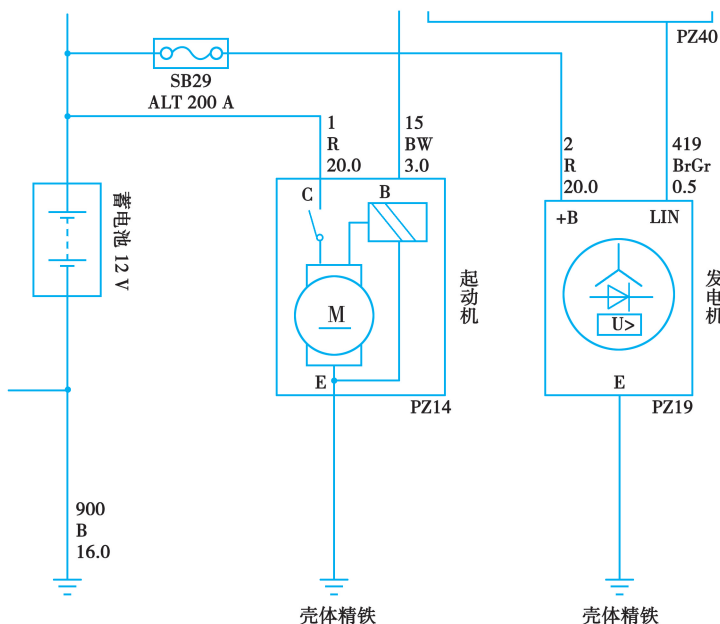 PZ40
SB29
ALT 200 A
1
R
20.0
15
BW
3.0
2
R
20.0
419
BrGr
0.5
C
B
+B
LIN
蓄电池 12 V
M
起动机
U>
发电机
E
PZ14
E
PZ19
900
B
16.0
壳体精铁
壳体精铁